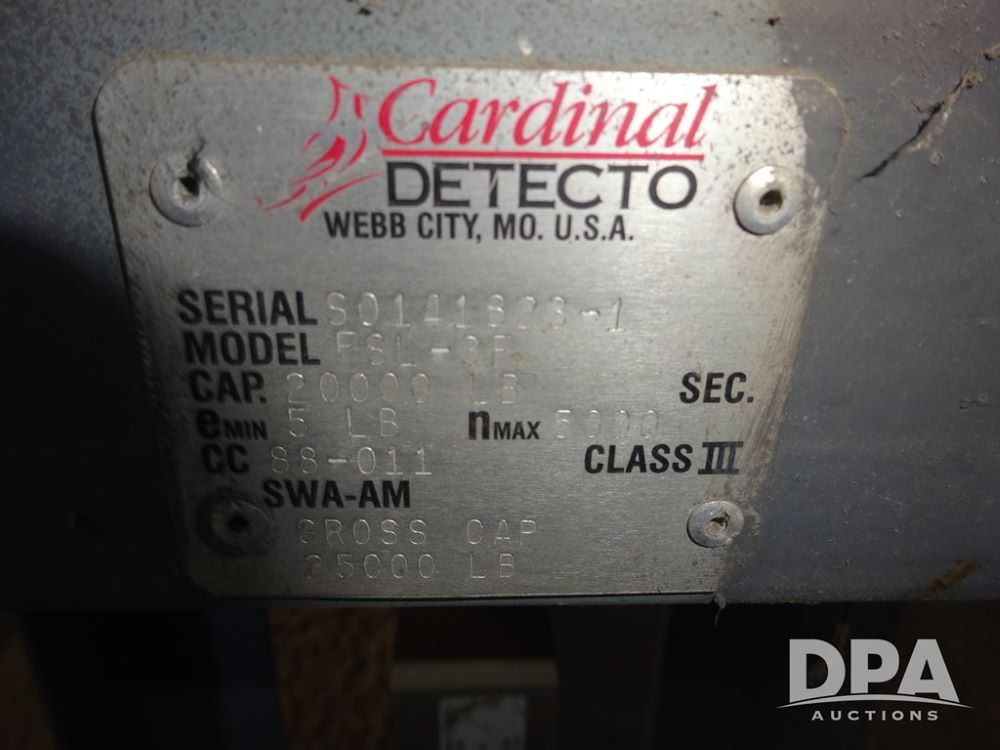 Cardinal
DETECTO
WEBB CITY, MO. U.S.A.
SERIAL
MODEL
CAP. 20000 LB SEC.
eMIN 5 LB nMAX 5000
CC 88-011 CLASS III
SWA-AM
GROSS CAP
25000 LB
DPA
AUCTIONS